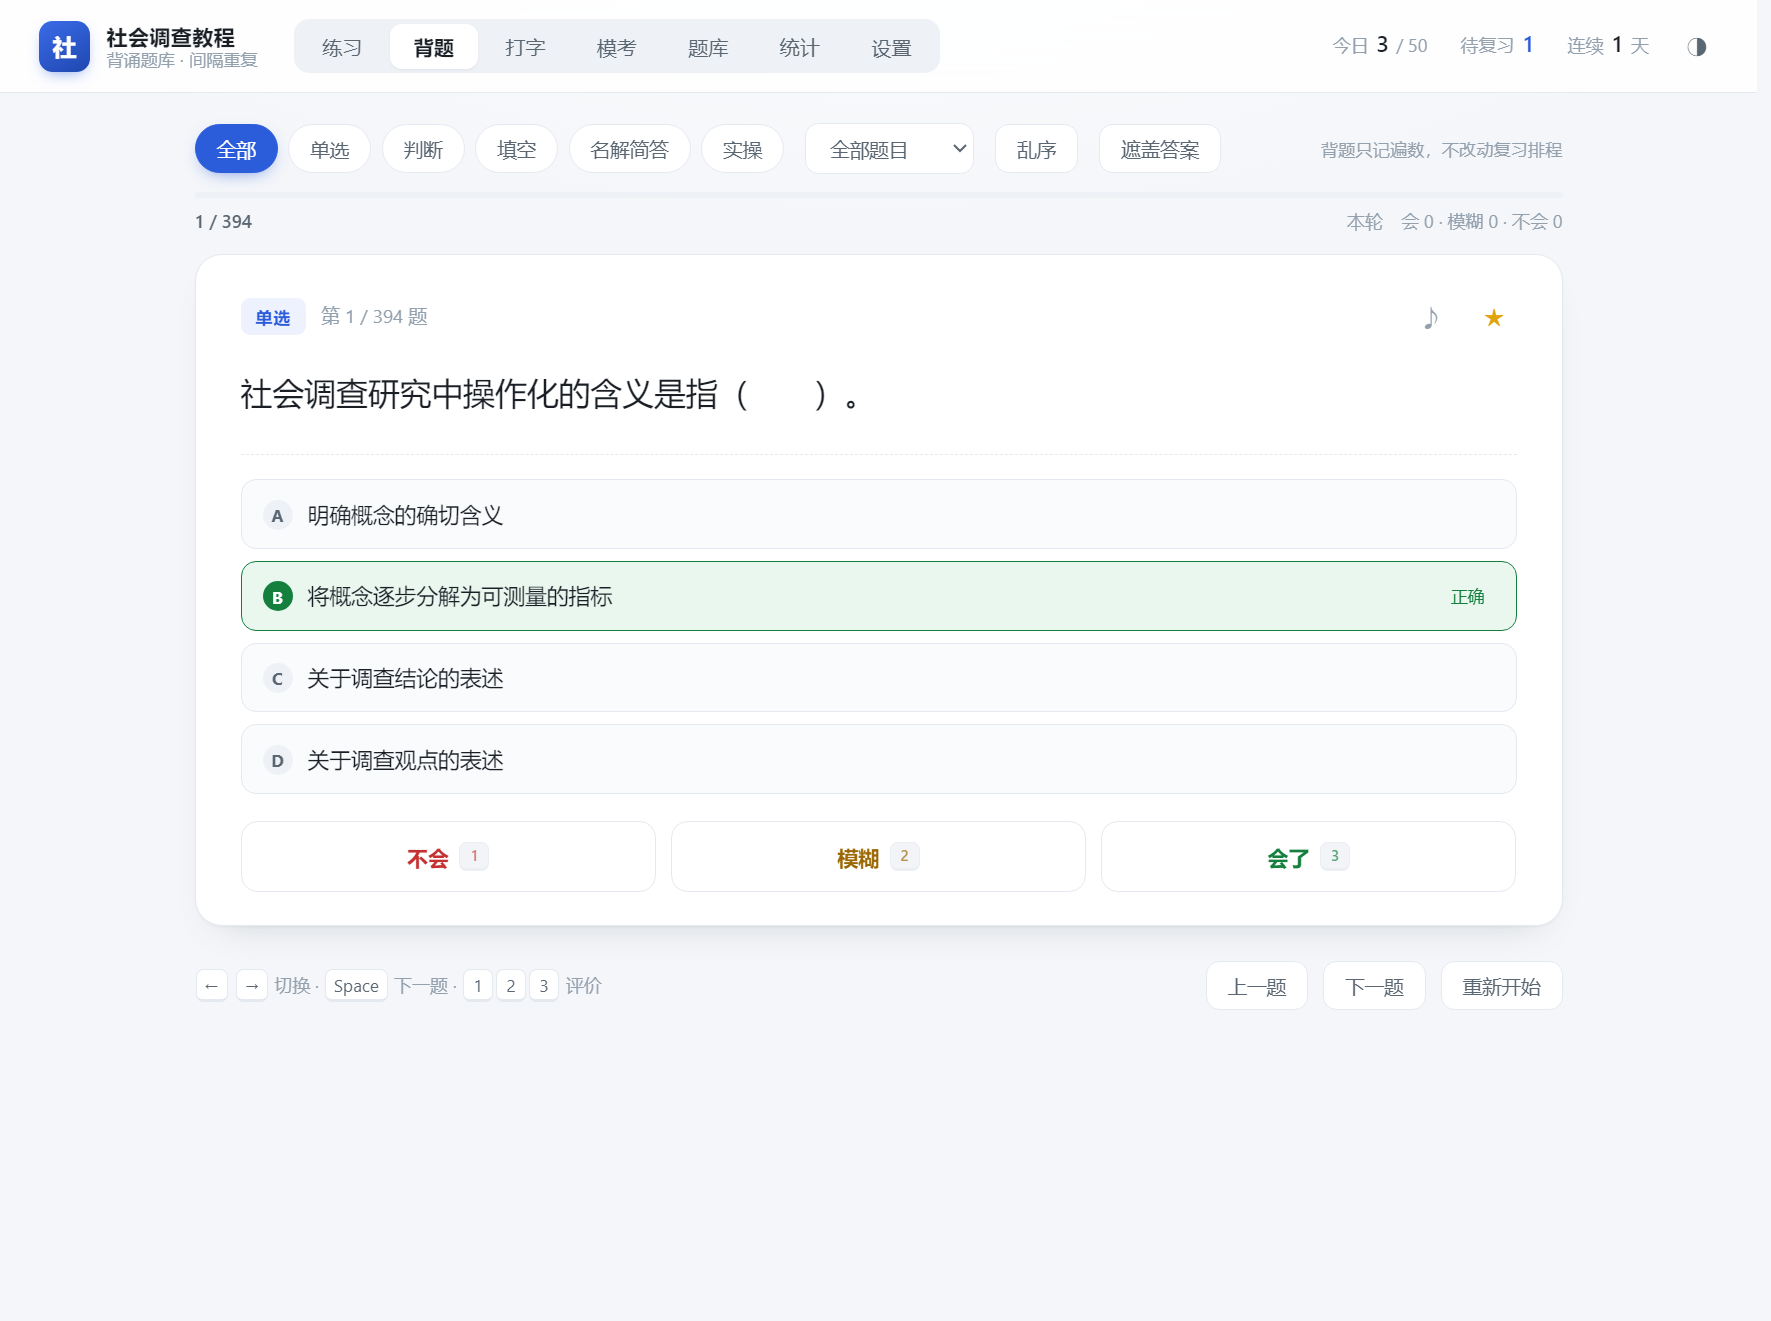 社
社会调查教程
背诵题库 · 间隔重复
练习 背题 打字 模考 题库 统计 设置
今日 3 / 50 待复习 1 连续 1 天
全部 单选 判断 填空 名解简答 实操 全部题目 乱序 遮盖答案 背题只记遍数，不改动复习排程
1 / 394 本轮 会 0 · 模糊 0 · 不会 0
单选 第 1 / 394 题 ♪ ★
社会调查研究中操作化的含义是指（　　）。
A 明确概念的确切含义
B 将概念逐步分解为可测量的指标 正确
C 关于调查结论的表述
D 关于调查观点的表述
不会 1 模糊 2 会了 3
← → 切换 · Space 下一题 · 1 2 3 评价 上一题 下一题 重新开始